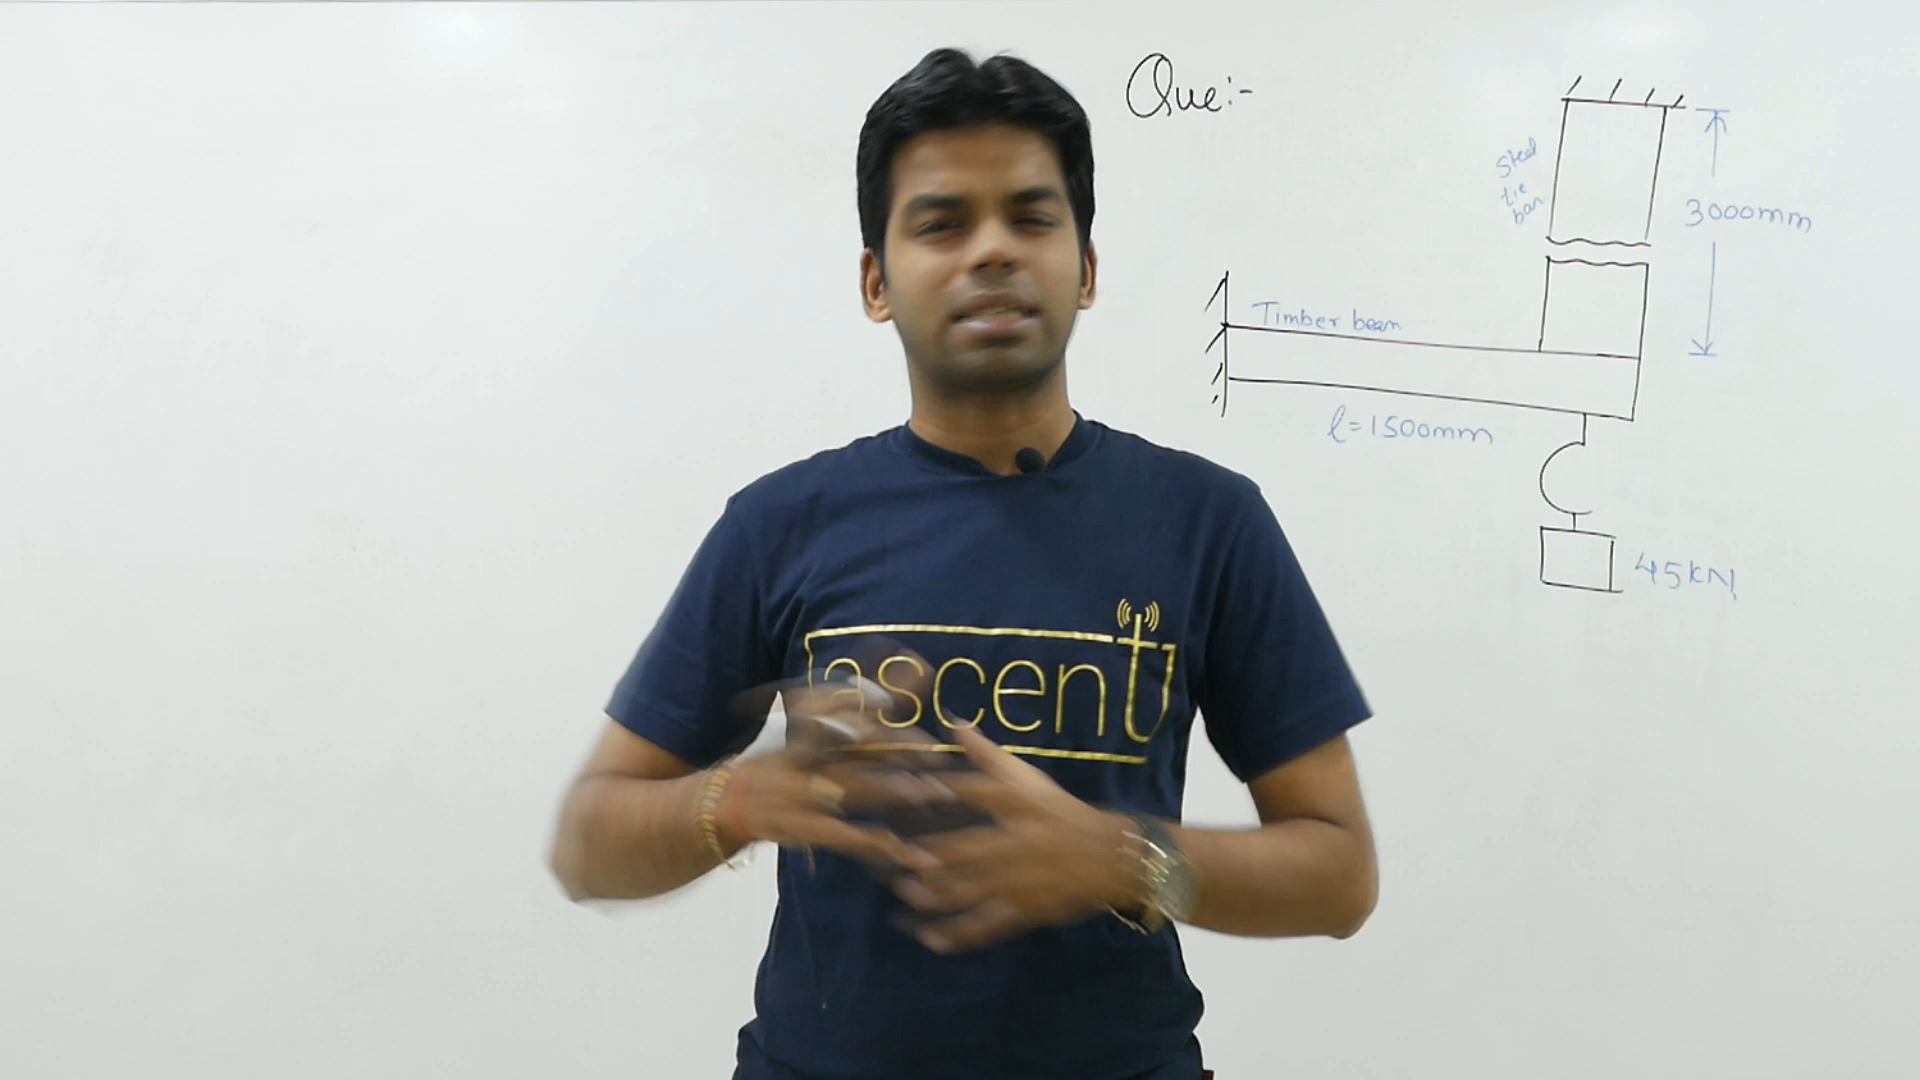 Que:-
Steel
tie
bar
3000mm
Timber beam
l=1500mm
45KN
ascent